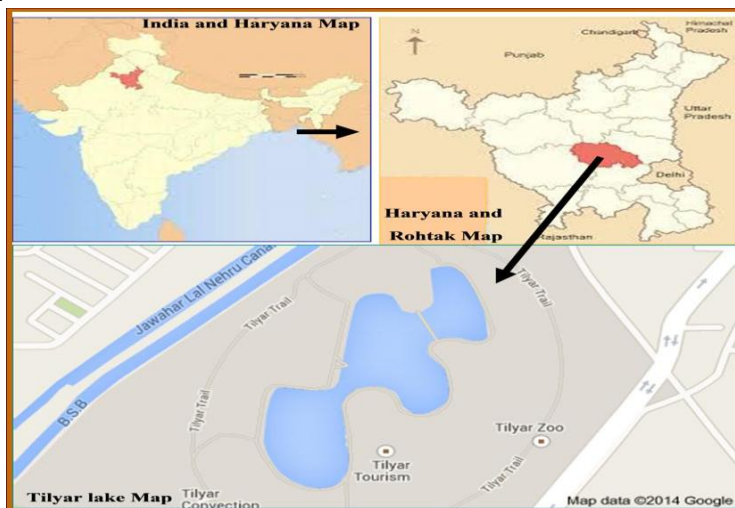 India and Haryana Map
Himachal
Pradesh
Chandigarh
N
Punjab
Uttar
Pradesh
Delhi
Haryana and
Rohtak Map
Rajasthan
Jawahar Lal Nehru Canal
B.S.B
Tilyar Trail
Tilyar Trail
Tilyar Trail
Tilyar Trail
Tilyar Trail
Tilyar Zoo
Tilyar
Tourism
Tilyar
Convection
Tilyar lake Map
Map data ©2014 Google